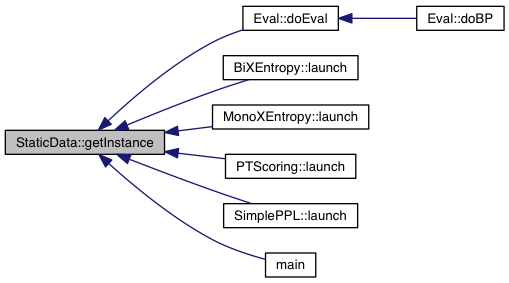 Eval::doEval
Eval::doBP
BiXEntropy::launch
MonoXEntropy::launch
StaticData::getInstance
PTScoring::launch
SimplePPL::launch
main